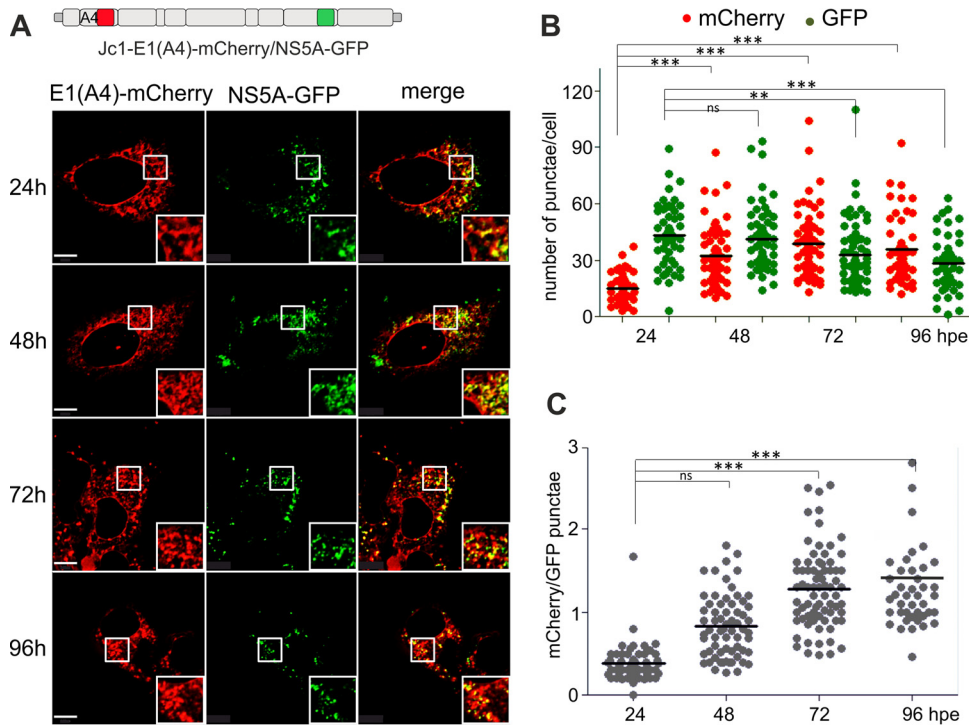 A
A4
Jc1-E1(A4)-mCherry/NS5A-GFP
E1(A4)-mCherry NS5A-GFP merge
24h
48h
72h
96h
B
mCherry GFP
***
***
***
***
**
ns
number of punctae/cell
120
90
60
30
0
24 48 72 96 hpe
C
***
***
ns
mCherry/GFP punctae
3
2
1
0
24 48 72 96 hpe